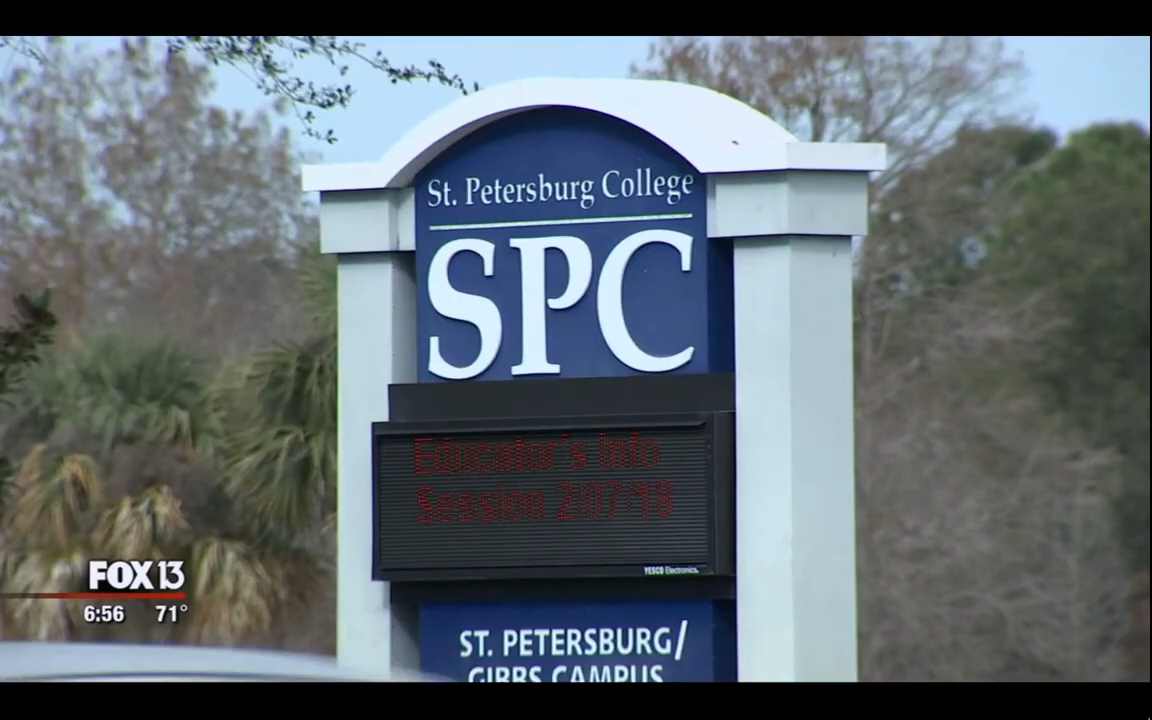 St. Petersburg College
SPC
Educator's Info
Session 2/07/18
YESCO Electronics.
ST. PETERSBURG/
GIBBS CAMPUS
FOX 13
6:56 71°